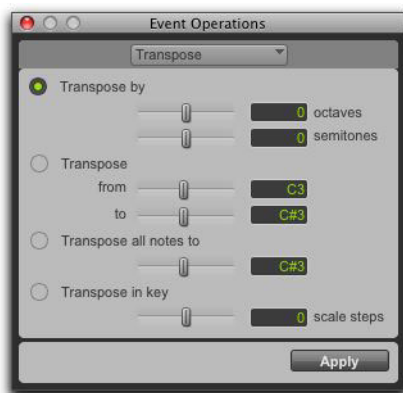 Event Operations
Transpose
Transpose by
0 octaves
0 semitones
Transpose
from C3
to C#3
Transpose all notes to
C#3
Transpose in key
0 scale steps
Apply